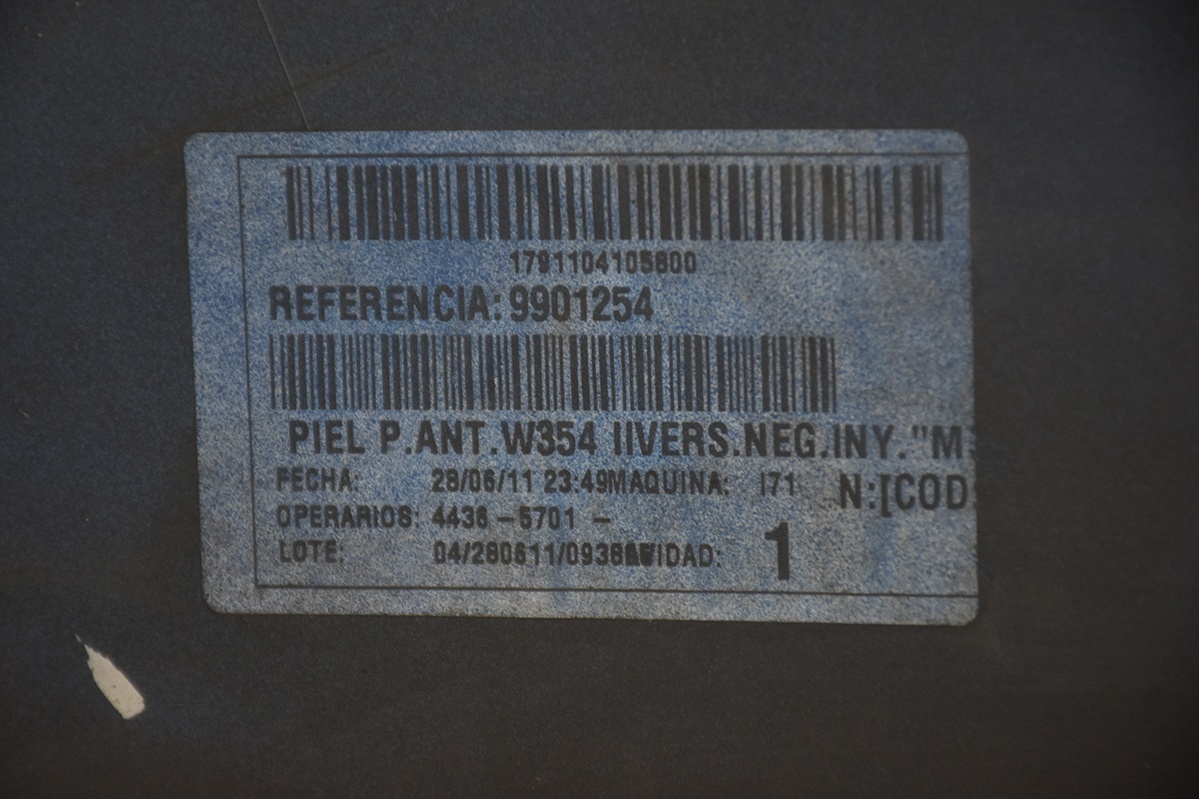 1791104105800
REFERENCIA: 9901254
PIEL P.ANT.W354 IIVERS.NEG.INY."M
FECHA: 28/06/11 23:49MAQUINA: I71 N:[COD
OPERARIOS: 4436 - 5701 -
LOTE: 04/280611/0938 IDAD: 1